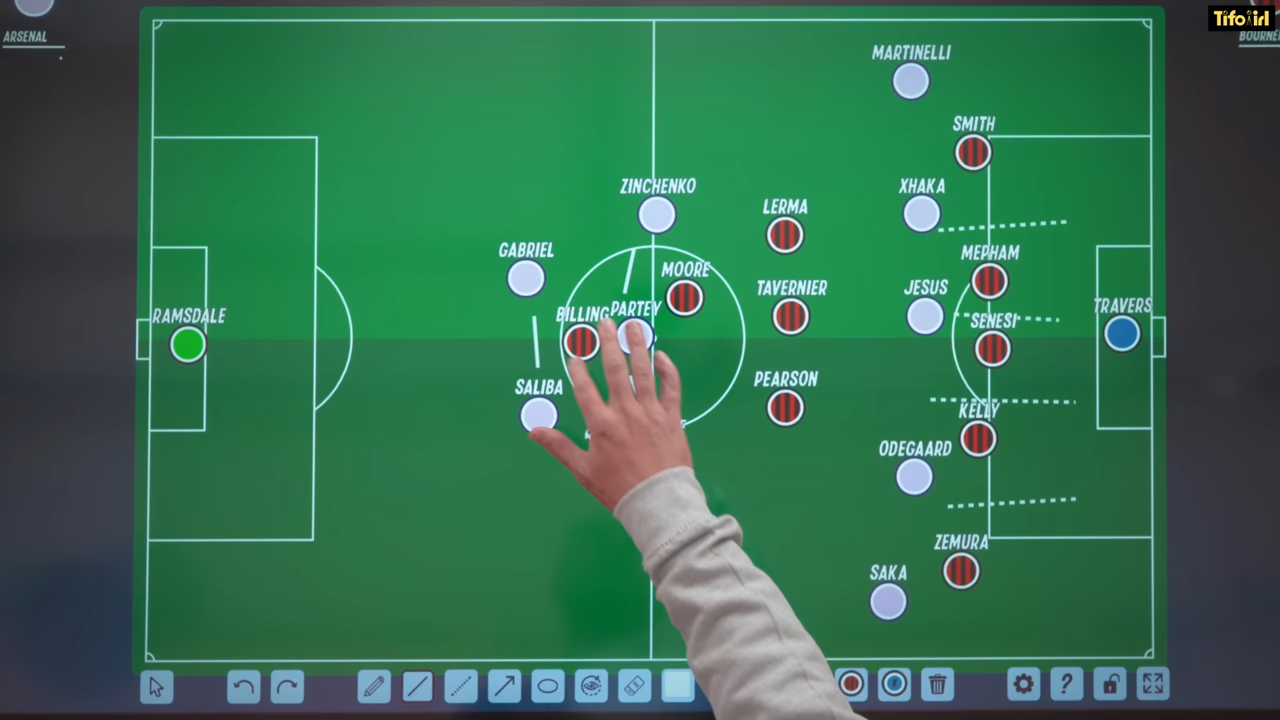 Tifo irl
ARSENAL
MARTINELLI
SMITH
ZINCHENKO
XHAKA
LERMA
GABRIEL
MEPHAM
MOORE
TAVERNIER
JESUS
RAMSDALE
BILLING
PARTEY
SENESI
TRAVERS
SALIBA
PEARSON
KELLY
ODEGAARD
ZEMURA
SAKA
?